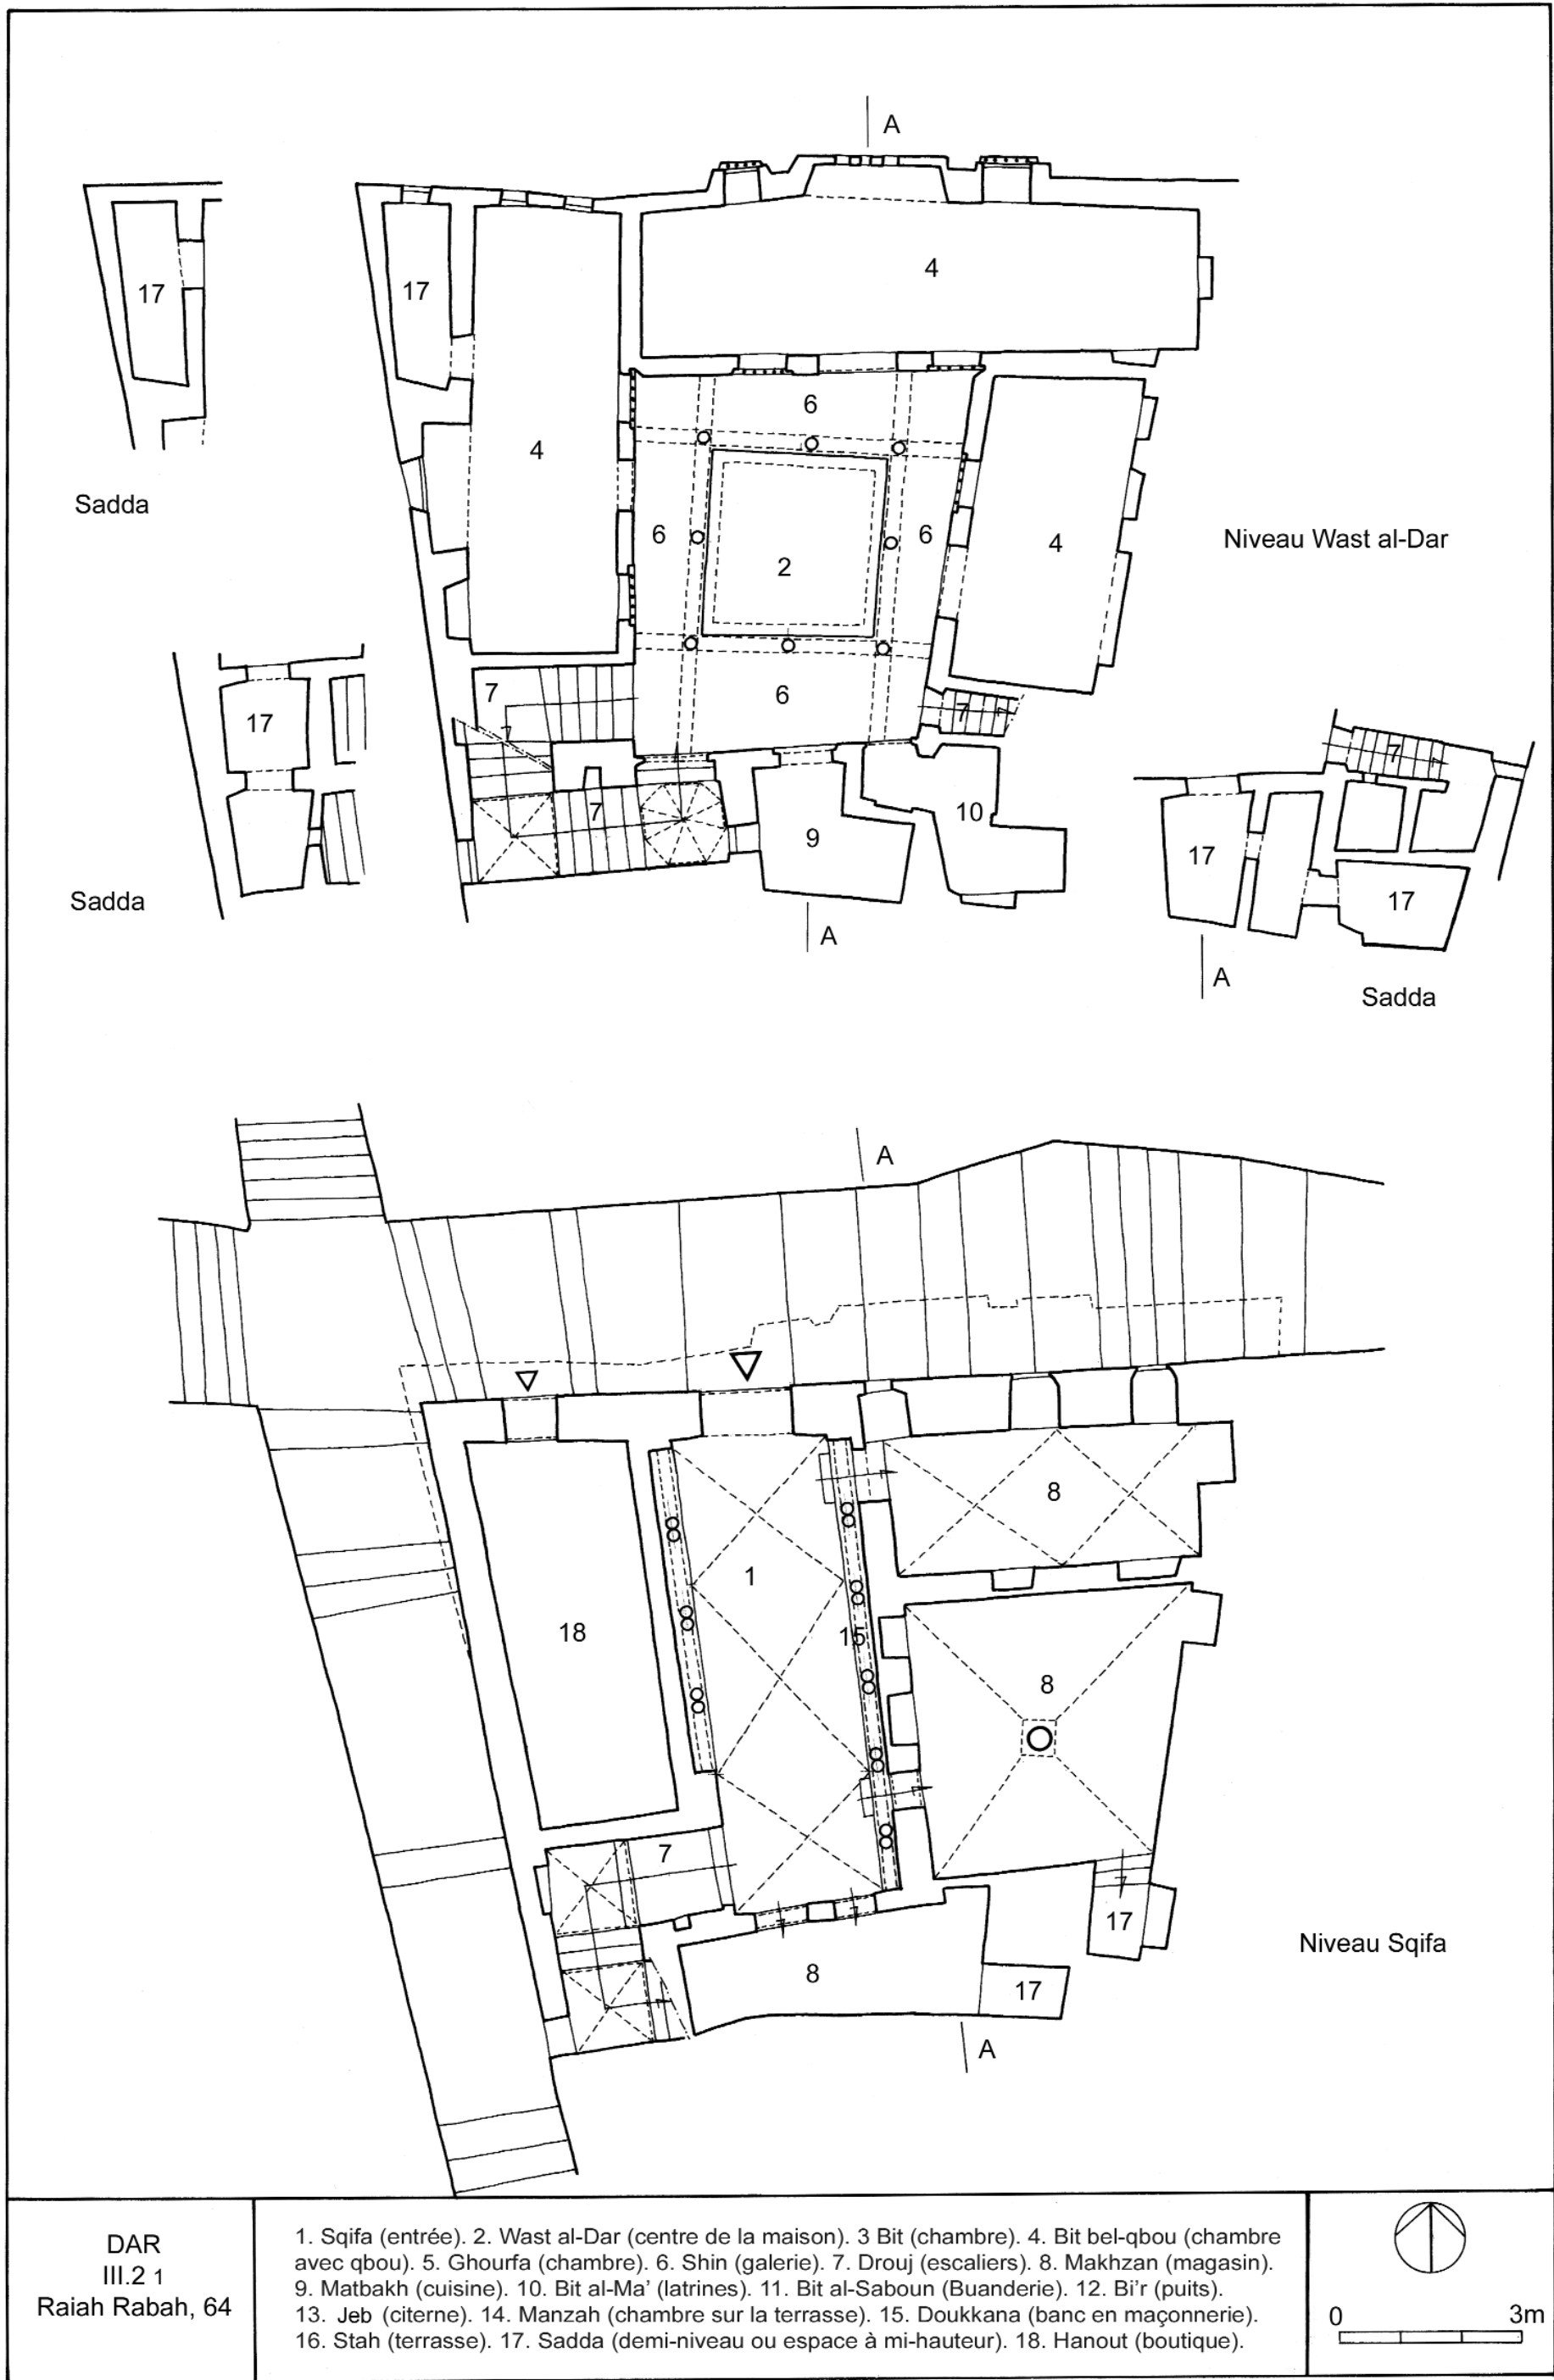 A
17
17
4
4
6
4
Sadda
6
6
Niveau Wast al-Dar
2
4
7
6
7
17
7
7
10
9
17
17
Sadda
A
A
Sadda
A
8
1
18
15
8
7
17
Niveau Sqifa
8
17
A
DAR
III.2 1
Raiah Rabah, 64
1. Sqifa (entrée). 2. Wast al-Dar (centre de la maison). 3 Bit (chambre). 4. Bit bel-qbou (chambre
avec qbou). 5. Ghourfa (chambre). 6. Shin (galerie). 7. Drouj (escaliers). 8. Makhzan (magasin).
9. Matbakh (cuisine). 10. Bit al-Ma’ (latrines). 11. Bit al-Saboun (Buanderie). 12. Bi’r (puits).
13. Jeb (citerne). 14. Manzah (chambre sur la terrasse). 15. Doukkana (banc en maçonnerie).
16. Stah (terrasse). 17. Sadda (demi-niveau ou espace à mi-hauteur). 18. Hanout (boutique).
0 3m